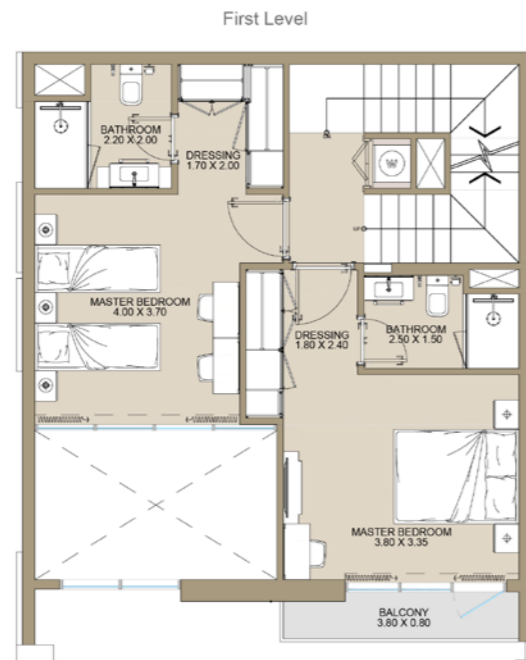 First Level
BATHROOM
2.20 X 2.00
DRESSING
1.70 X 2.00
W
UP
MASTER BEDROOM
4.00 X 3.70
DRESSING
1.80 X 2.40
BATHROOM
2.50 X 1.50
MASTER BEDROOM
3.80 X 3.35
BALCONY
3.80 X 0.80